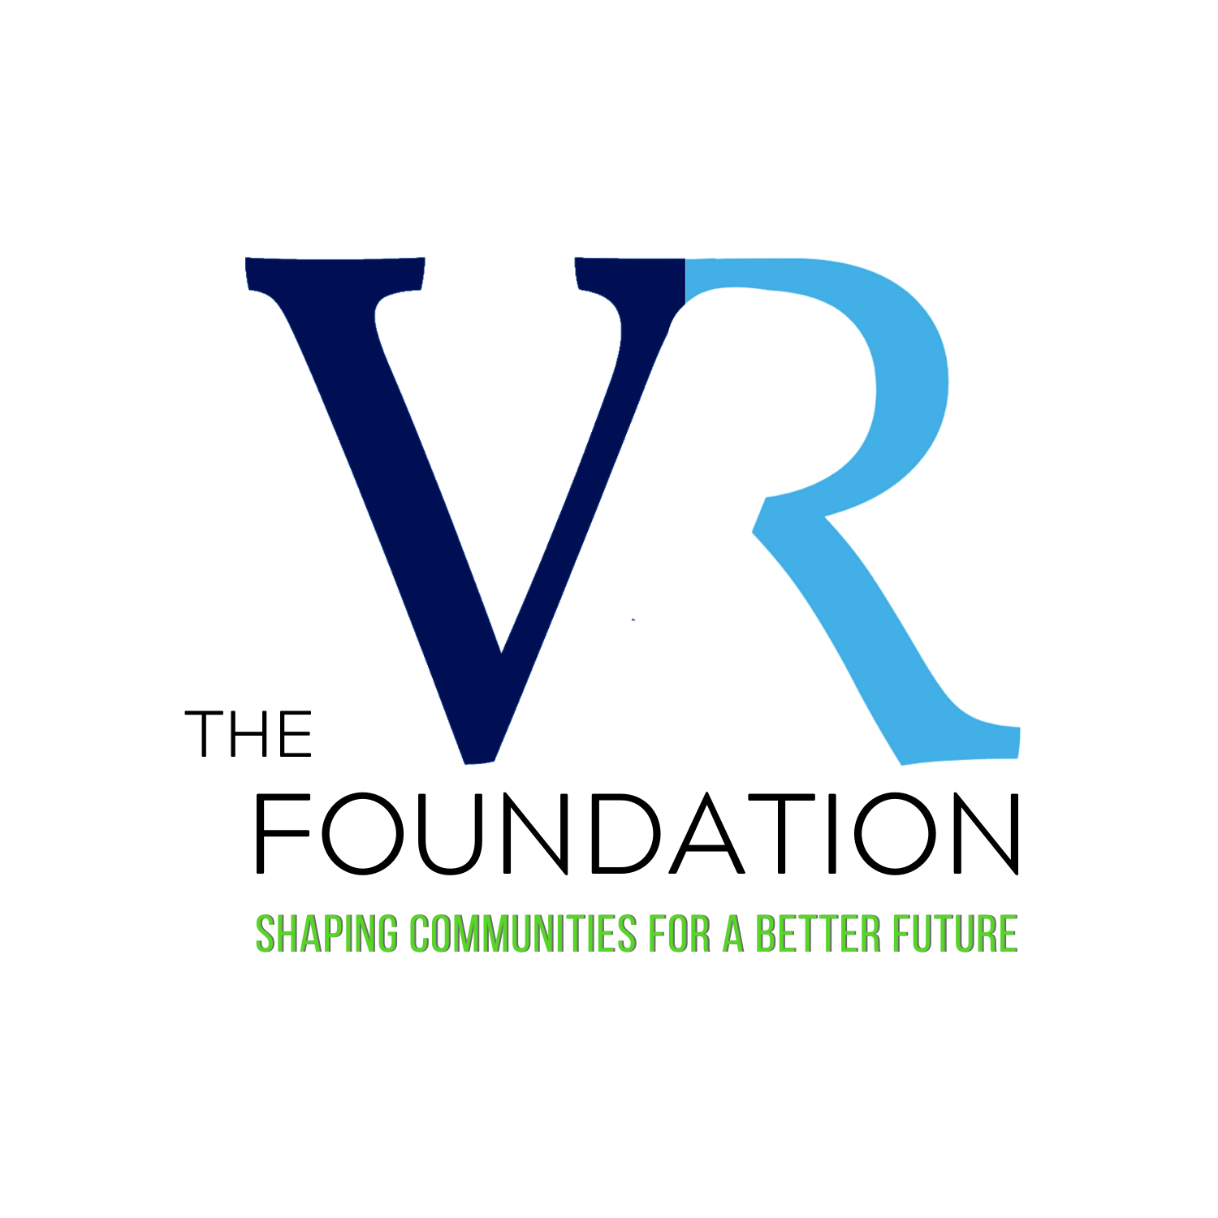 THE
VR
FOUNDATION
SHAPING COMMUNITIES FOR A BETTER FUTURE